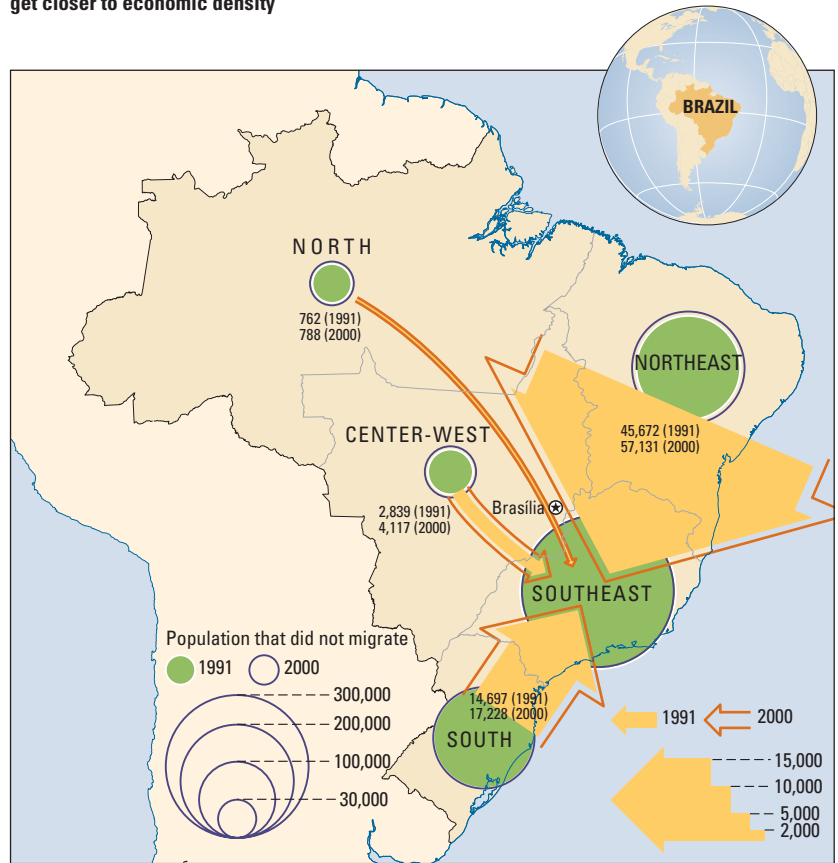 get closer to economic density
BRAZIL
NORTH
762 (1991)
788 (2000)
NORTHEAST
45,672 (1991)
57,131 (2000)
CENTER-WEST
2,839 (1991)
4,117 (2000)
Brasília
SOUTHEAST
14,697 (1991)
17,228 (2000)
SOUTH
Population that did not migrate
1991 2000
300,000
200,000
100,000
30,000
1991 2000
15,000
10,000
5,000
2,000